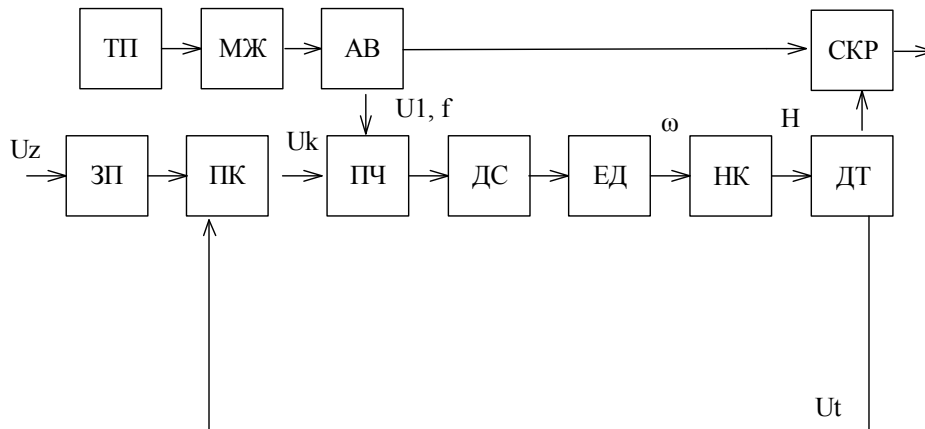 ТП МЖ АВ СКР
U1, f
Uz Uk ω H
ЗП ПК ПЧ ДС ЕД НК ДТ
Ut